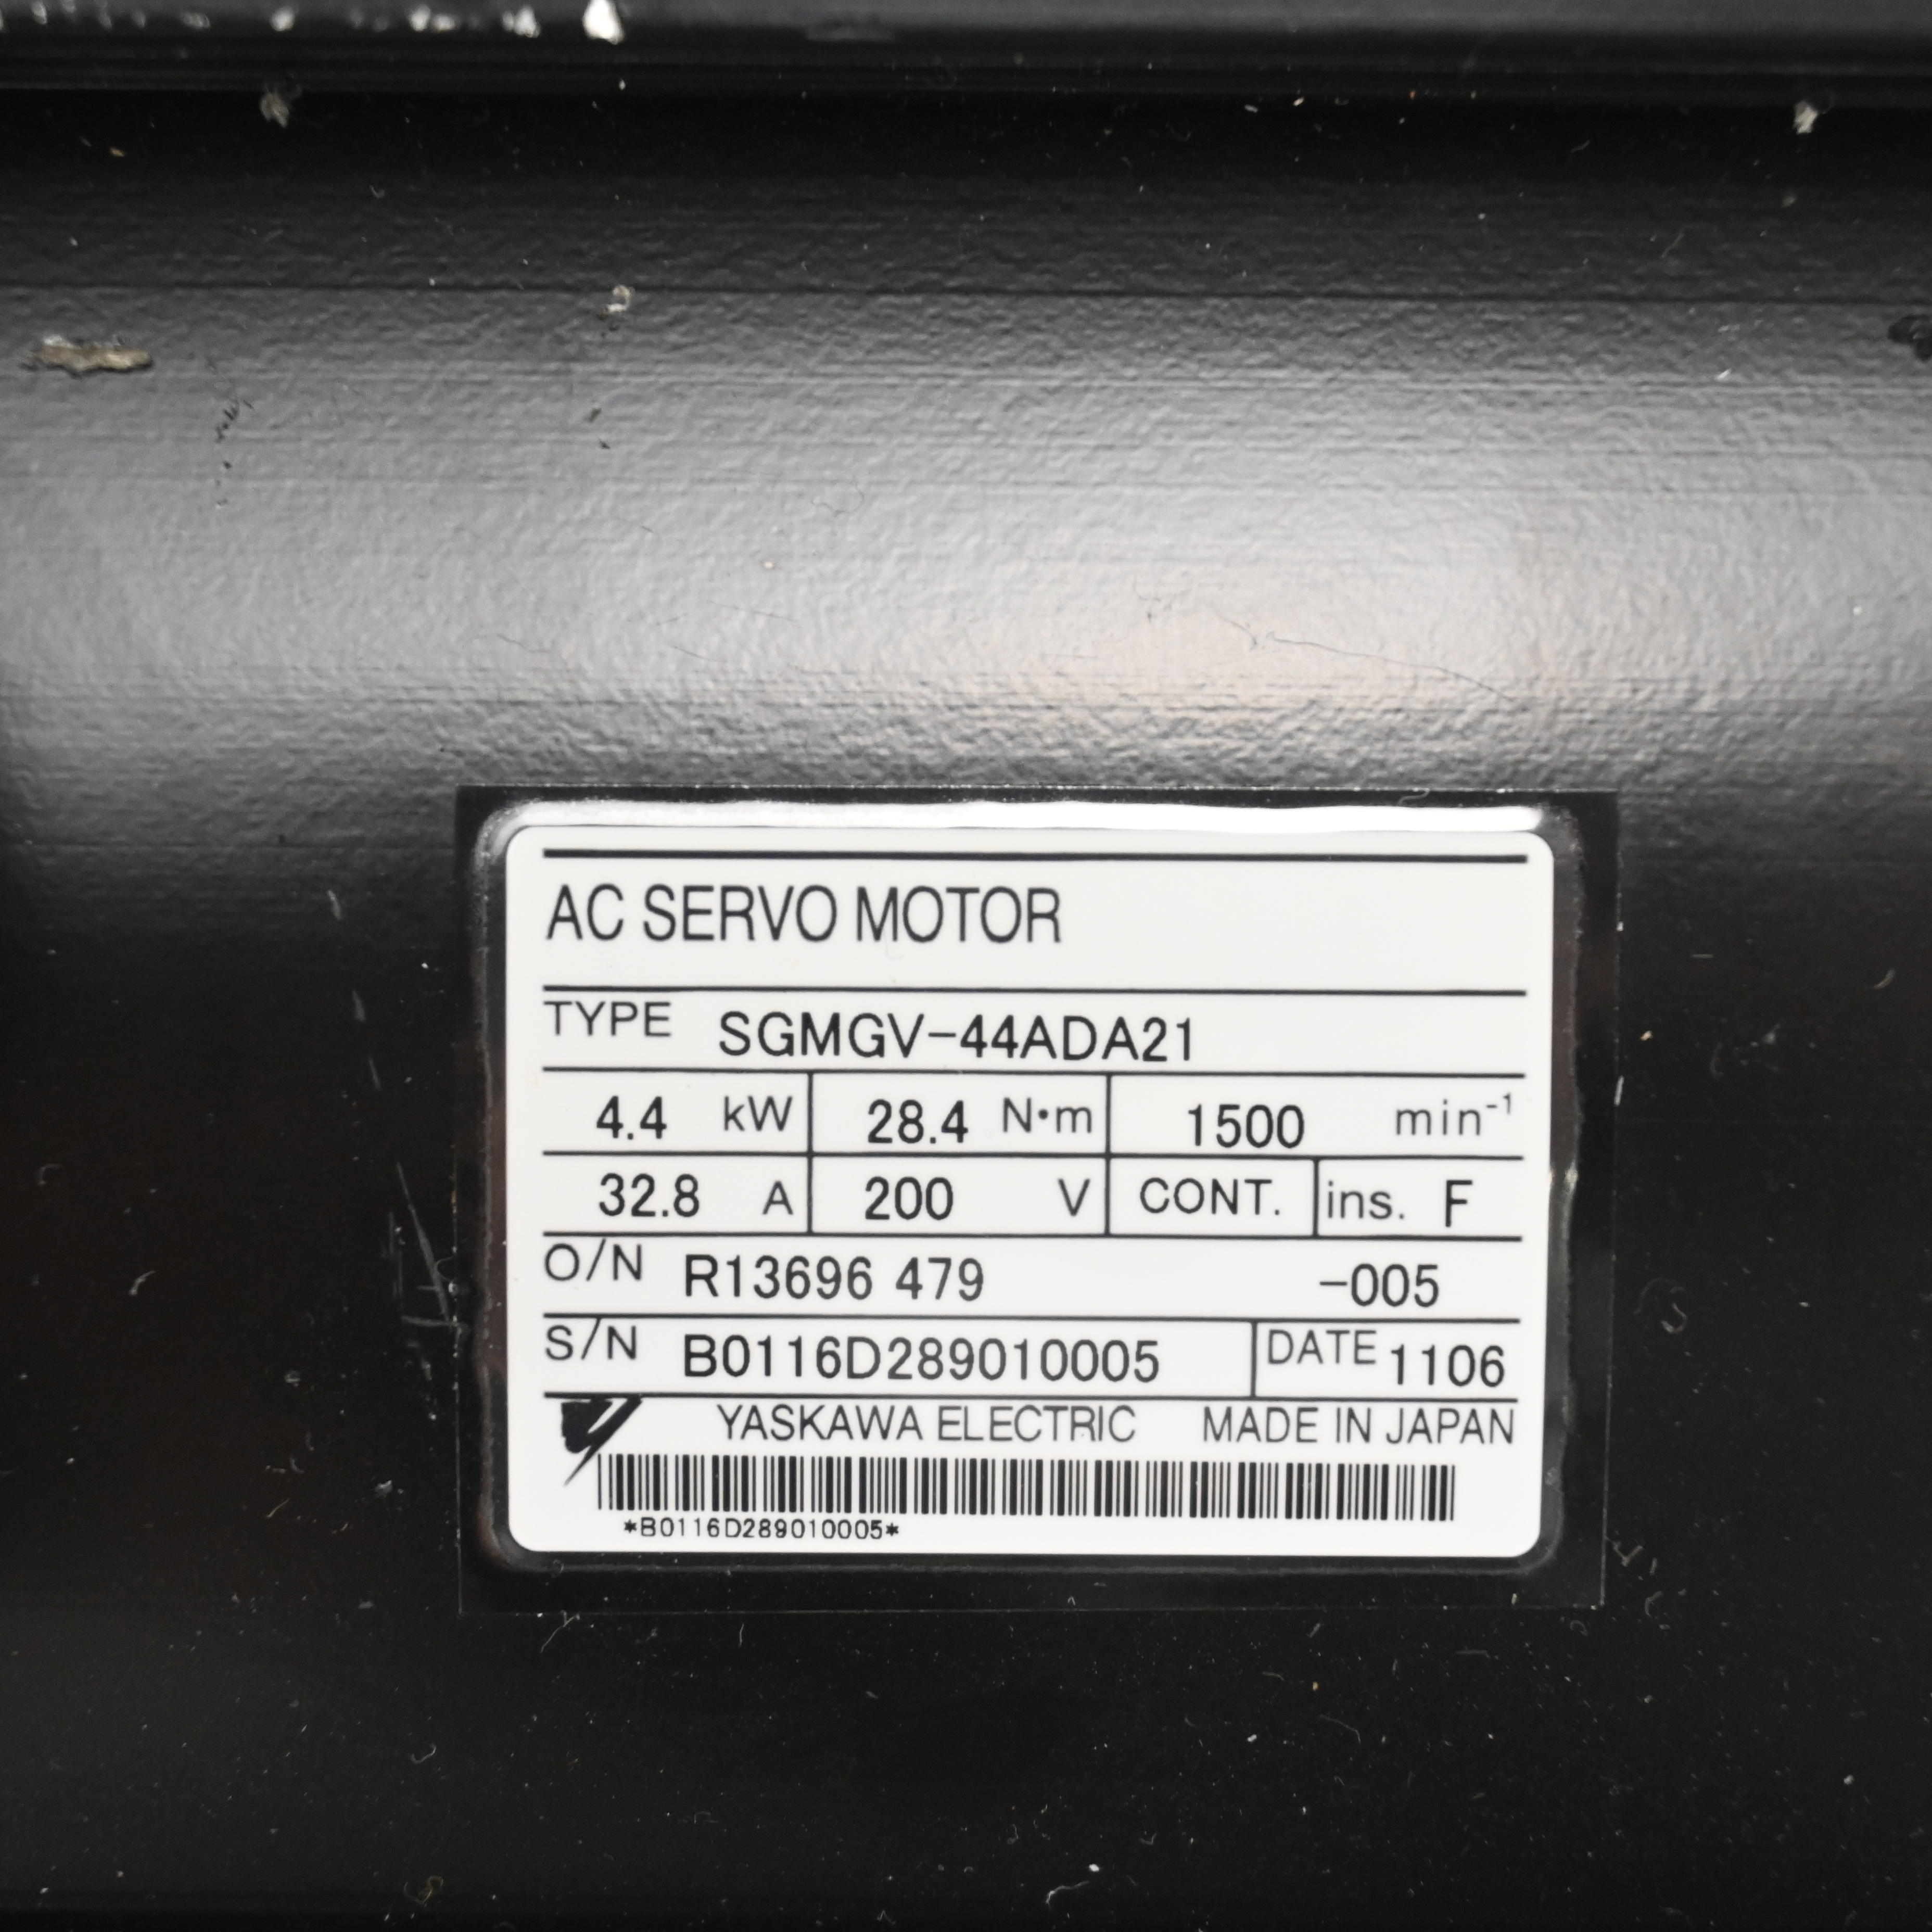 AC SERVO MOTOR
TYPE SGMGV-44ADA21
4.4 kW 28.4 N·m 1500 min⁻¹
32.8 A 200 V CONT. ins. F
O/N R13696 479 -005
S/N B0116D289010005 DATE 1106
YASKAWA ELECTRIC MADE IN JAPAN
*B0116D289010005*